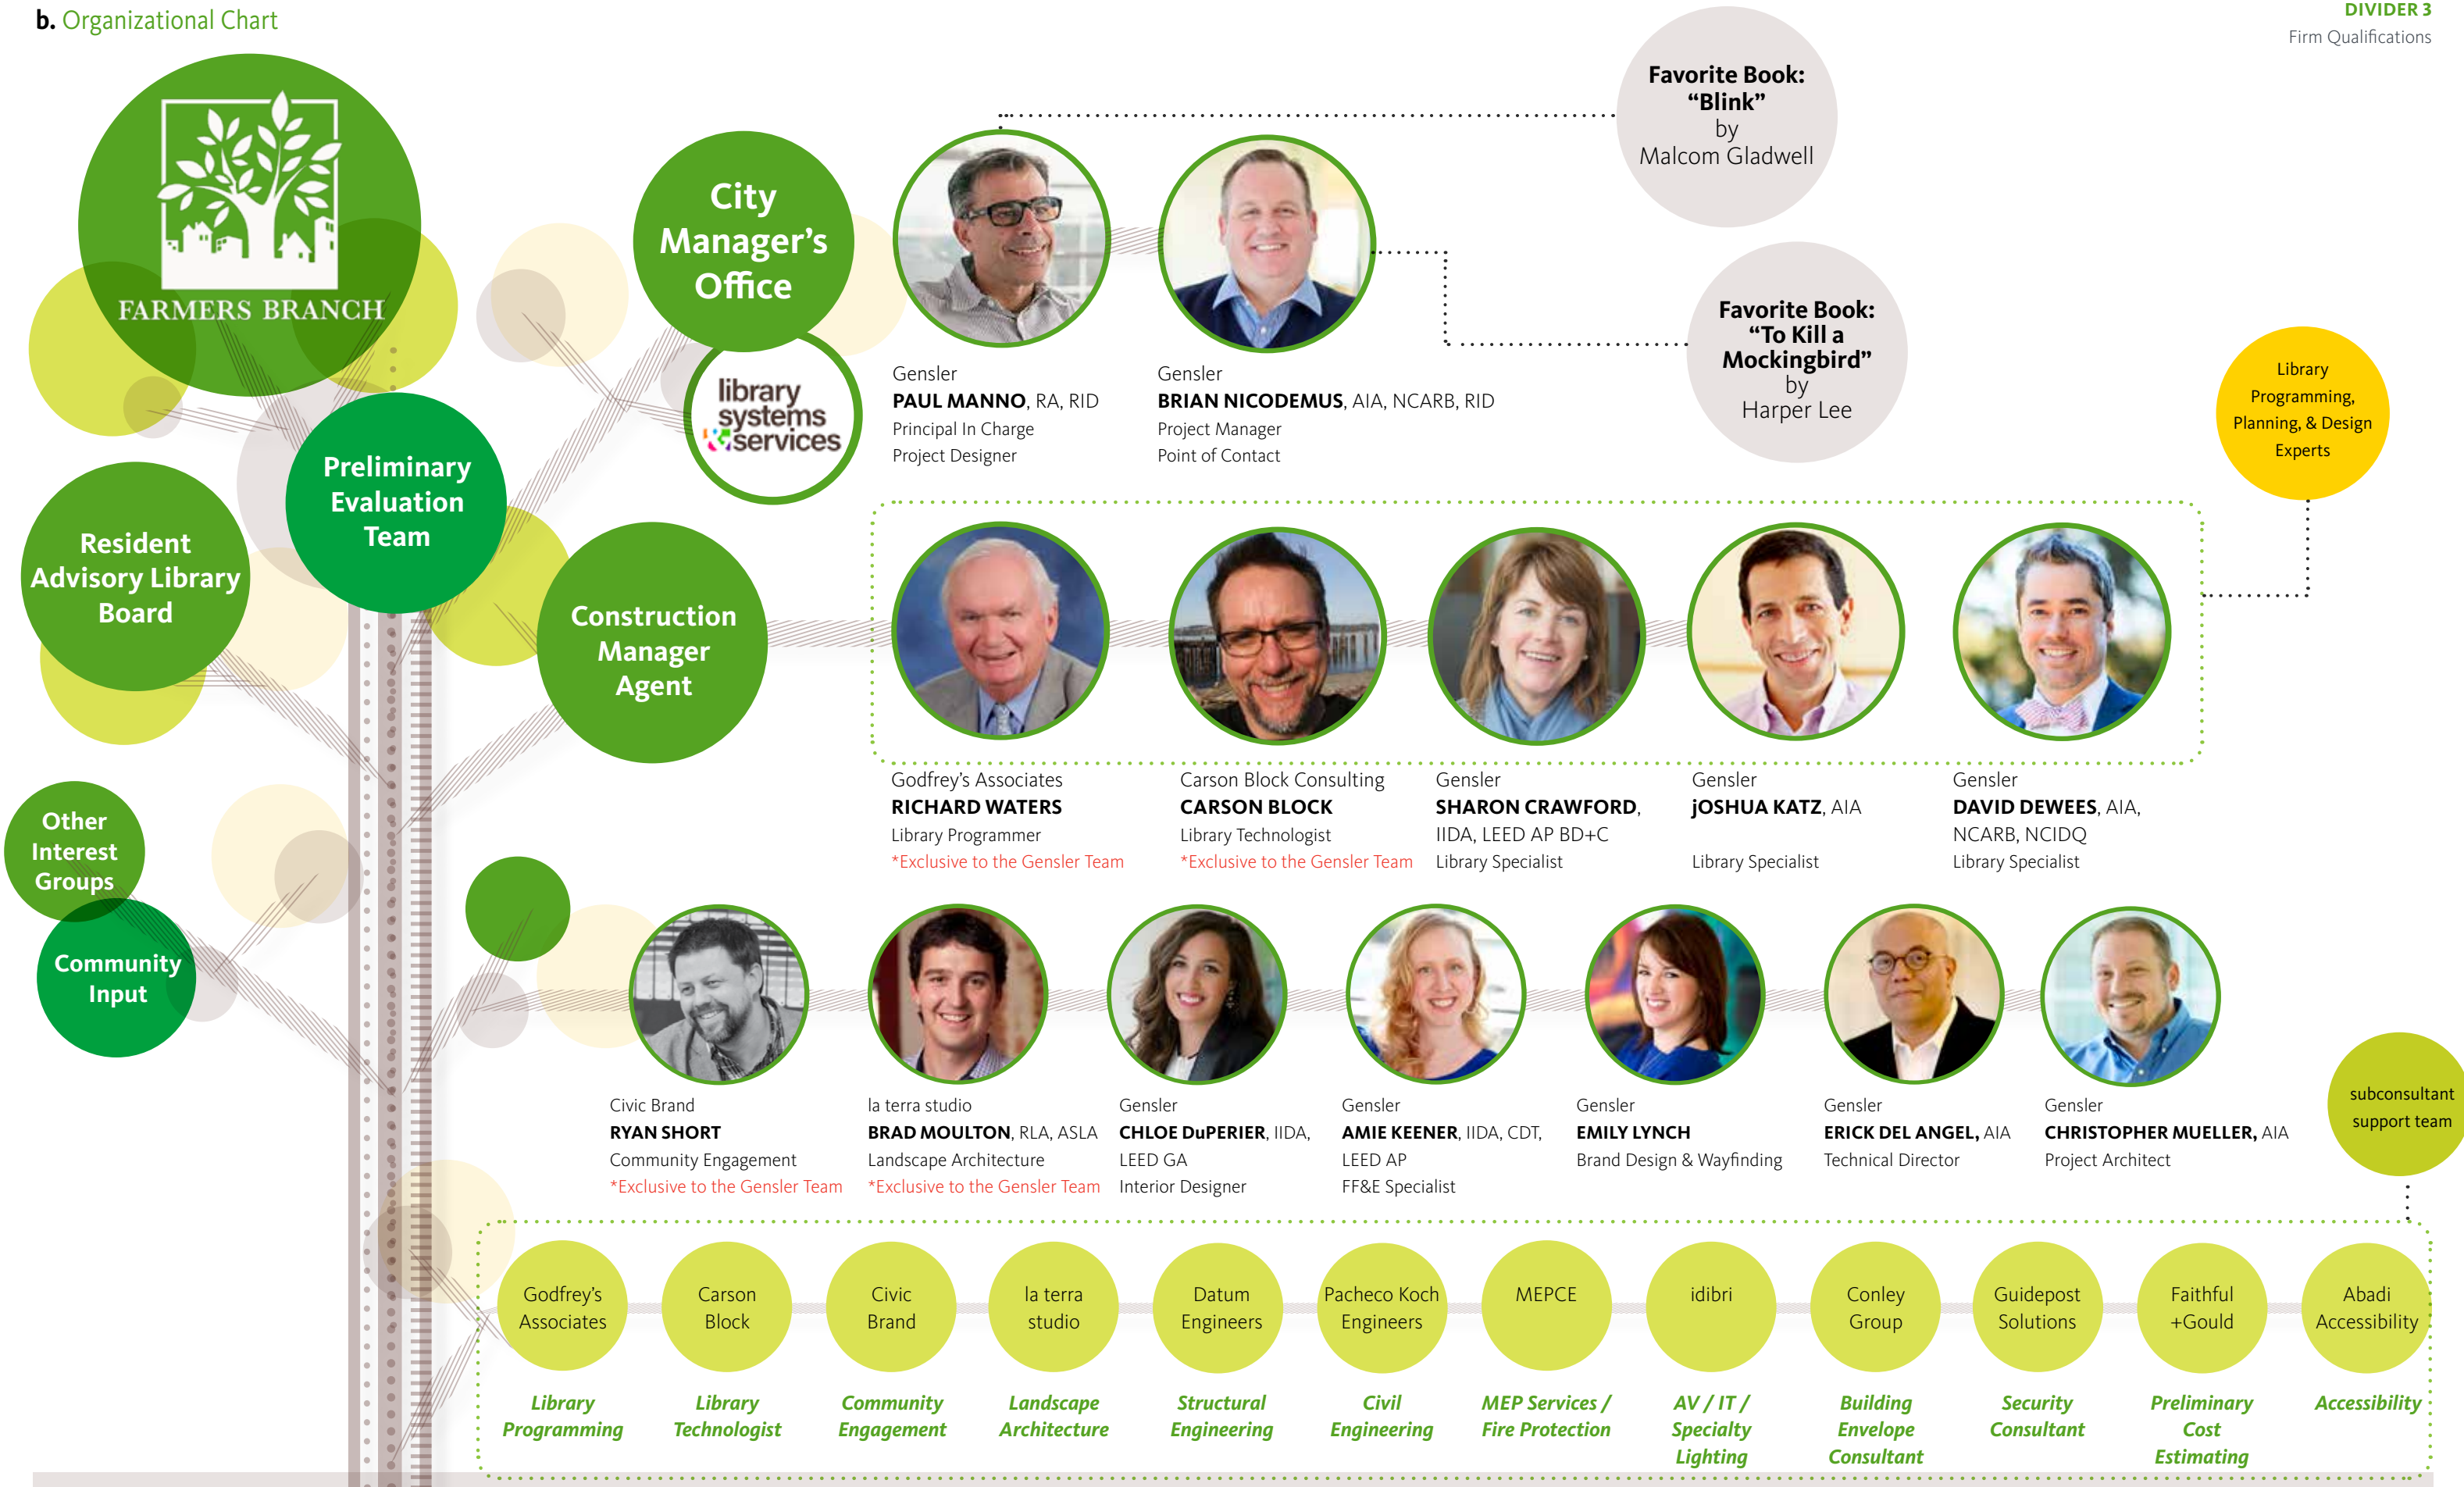 b. Organizational Chart
DIVIDER 3
Firm Qualifications
FARMERS BRANCH
City
Manager’s
Office
library
systems
&services
Preliminary
Evaluation
Team
Resident
Advisory Library
Board
Construction
Manager
Agent
Other
Interest
Groups
Community
Input
Favorite Book:
“Blink”
by
Malcom Gladwell
Favorite Book:
“To Kill a
Mockingbird”
by
Harper Lee
Gensler
PAUL MANNO, RA, RID
Principal In Charge
Project Designer
Gensler
BRIAN NICODEMUS, AIA, NCARB, RID
Project Manager
Point of Contact
Library
Programming,
Planning, & Design
Experts
Godfrey’s Associates
RICHARD WATERS
Library Programmer
*Exclusive to the Gensler Team
Carson Block Consulting
CARSON BLOCK
Library Technologist
*Exclusive to the Gensler Team
Gensler
SHARON CRAWFORD,
IIDA, LEED AP BD+C
Library Specialist
Gensler
jOSHUA KATZ, AIA
Library Specialist
Gensler
DAVID DEWEES, AIA,
NCARB, NCIDQ
Library Specialist
Civic Brand
RYAN SHORT
Community Engagement
*Exclusive to the Gensler Team
la terra studio
BRAD MOULTON, RLA, ASLA
Landscape Architecture
*Exclusive to the Gensler Team
Gensler
CHLOE DuPERIER, IIDA,
LEED GA
Interior Designer
Gensler
AMIE KEENER, IIDA, CDT,
LEED AP
FF&E Specialist
Gensler
EMILY LYNCH
Brand Design & Wayfinding
Gensler
ERICK DEL ANGEL, AIA
Technical Director
Gensler
CHRISTOPHER MUELLER, AIA
Project Architect
subconsultant
support team
Godfrey’s
Associates
Library
Programming
Carson
Block
Library
Technologist
Civic
Brand
Community
Engagement
la terra
studio
Landscape
Architecture
Datum
Engineers
Structural
Engineering
Pacheco Koch
Engineers
Civil
Engineering
MEPCE
MEP Services /
Fire Protection
idibri
AV / IT /
Specialty
Lighting
Conley
Group
Building
Envelope
Consultant
Guidepost
Solutions
Security
Consultant
Faithful
+Gould
Preliminary
Cost
Estimating
Abadi
Accessibility
Accessibility